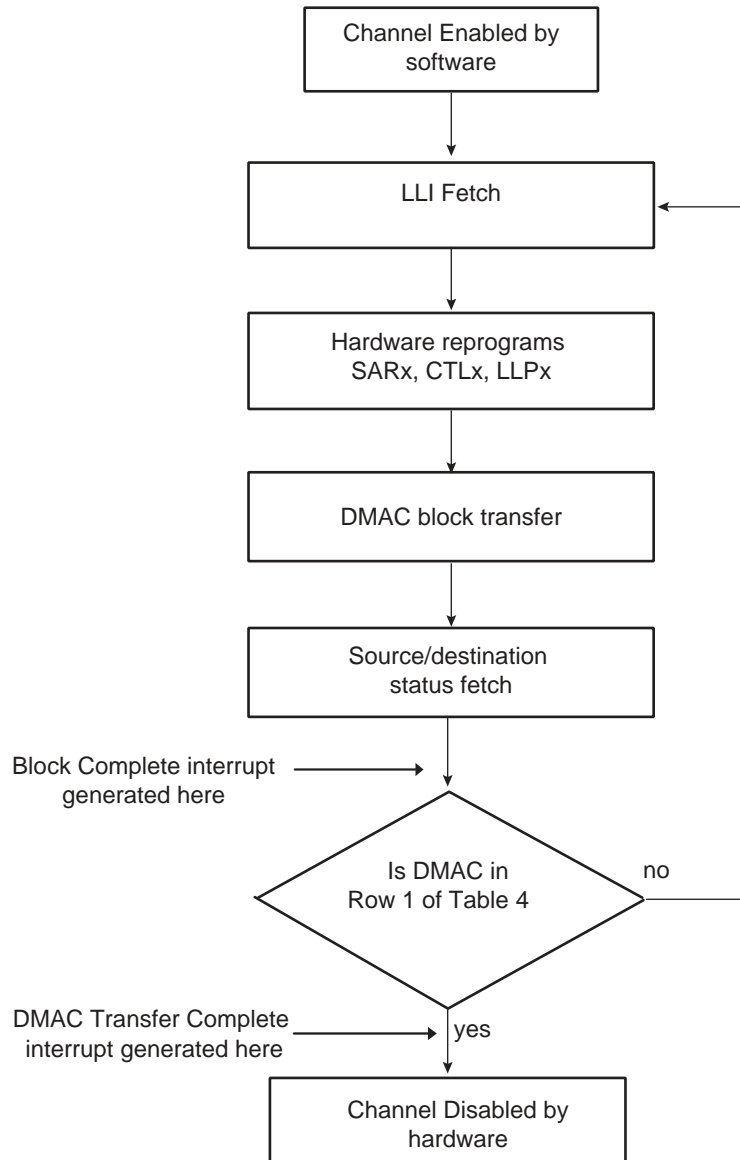 Channel Enabled by
software
LLI Fetch
Hardware reprograms
SARx, CTLx, LLPx
DMAC block transfer
Source/destination
status fetch
Block Complete interrupt
generated here
Is DMAC in
Row 1 of Table 4
no
DMAC Transfer Complete
interrupt generated here
yes
Channel Disabled by
hardware